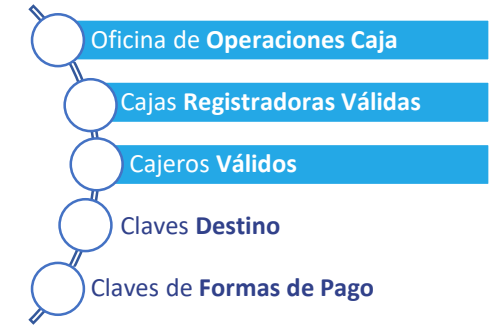 Oficina de Operaciones Caja
Cajas Registradoras Válidas
Cajeros Válidos
Claves Destino
Claves de Formas de Pago